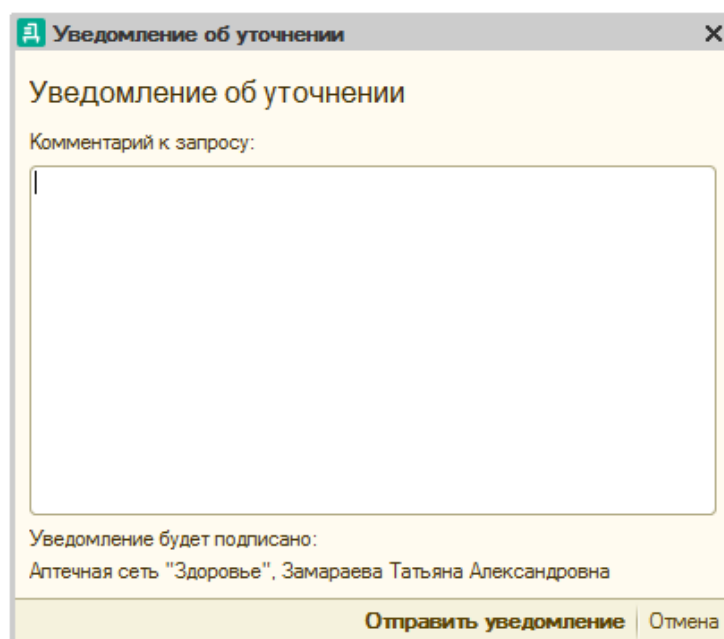 Уведомление об уточнении
Уведомление об уточнении
Комментарий к запросу:
Уведомление будет подписано:
Аптечная сеть "Здоровье", Замараева Татьяна Александровна
Отправить уведомление Отмена